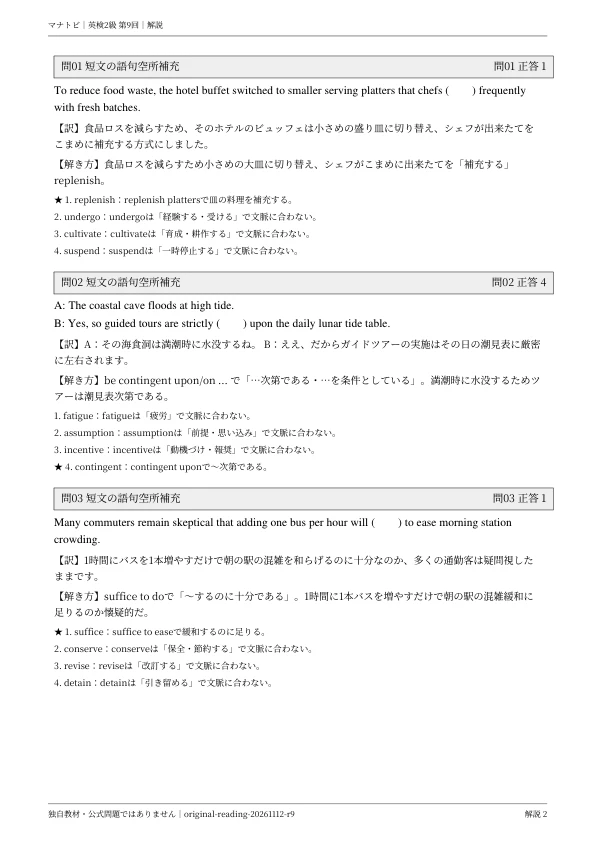 マナトビ｜英検2級 第9回｜解説
問01 短文の語句空所補充 問01 正答 1
To reduce food waste, the hotel buffet switched to smaller serving platters that chefs (　　) frequently
with fresh batches.
【訳】食品ロスを減らすため、そのホテルのビュッフェは小さめの盛り皿に切り替え、シェフが出来たてを
こまめに補充する方式にしました。
【解き方】食品ロスを減らすため小さめの大皿に切り替え、シェフがこまめに出来たてを「補充する」
replenish。
★ 1. replenish：replenish plattersで皿の料理を補充する。
2. undergo：undergoは「経験する・受ける」で文脈に合わない。
3. cultivate：cultivateは「育成・耕作する」で文脈に合わない。
4. suspend：suspendは「一時停止する」で文脈に合わない。
問02 短文の語句空所補充 問02 正答 4
A: The coastal cave floods at high tide.
B: Yes, so guided tours are strictly (　　) upon the daily lunar tide table.
【訳】A：その海食洞は満潮時に水没するね。 B：ええ、だからガイドツアーの実施はその日の潮見表に厳密
に左右されます。
【解き方】be contingent upon/on ... で「…次第である・…を条件としている」。満潮時に水没するためツ
アーは潮見表次第である。
1. fatigue：fatigueは「疲労」で文脈に合わない。
2. assumption：assumptionは「前提・思い込み」で文脈に合わない。
3. incentive：incentiveは「動機づけ・報奨」で文脈に合わない。
★ 4. contingent：contingent uponで〜次第である。
問03 短文の語句空所補充 問03 正答 1
Many commuters remain skeptical that adding one bus per hour will (　　) to ease morning station
crowding.
【訳】1時間にバスを1本増やすだけで朝の駅の混雑を和らげるのに十分なのか、多くの通勤客は疑問視した
ままです。
【解き方】suffice to doで「〜するのに十分である」。1時間に1本バスを増やすだけで朝の駅の混雑緩和に
足りるのか懐疑的だ。
★ 1. suffice：suffice to easeで緩和するのに足りる。
2. conserve：conserveは「保全・節約する」で文脈に合わない。
3. revise：reviseは「改訂する」で文脈に合わない。
4. detain：detainは「引き留める」で文脈に合わない。
独自教材・公式問題ではありません｜original-reading-20261112-r9 解説 2